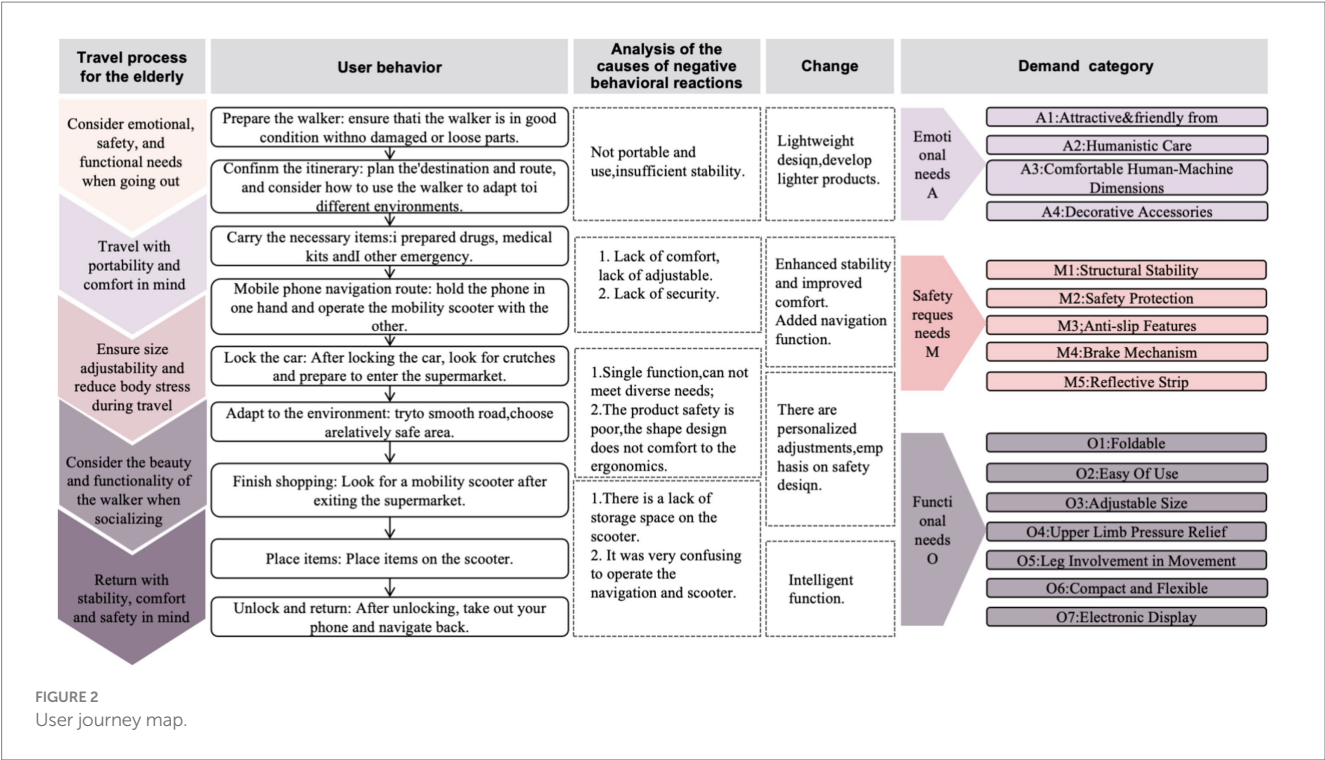 Travel process
for the elderly
User behavior
Analysis of the
causes of negative
behavioral reactions
Change
Demand category
Consider emotional,
safety, and
functional needs
when going out
Travel with
portability and
comfort in mind
Ensure size
adjustability and
reduce body stress
during travel
Consider the beauty
and functionality of
the walker when
socializing
Return with
stability, comfort
and safety in mind
Prepare the walker: ensure thati the walker is in good
condition withno damaged or loose parts.
Confinm the itinerary: plan the'destination and route,
and consider how to use the walker to adapt toi
different environments.
Carry the necessary items:i prepared drugs, medical
kits andI other emergency.
Mobile phone navigation route: hold the phone in
one hand and operate the mobility scooter with the
other.
Lock the car: After locking the car, look for crutches
and prepare to enter the supermarket.
Adapt to the environment: tryto smooth road,choose
arelatively safe area.
Finish shopping: Look for a mobility scooter after
exiting the supermarket.
Place items: Place items on the scooter.
Unlock and return: After unlocking, take out your
phone and navigate back.
Not portable and
use,insufficient stability.
1. Lack of comfort,
lack of adjustable.
2. Lack of security.
1.Single function,can not
meet diverse needs;
2.The product safety is
poor,the shape design
does not comfort to the
ergonomics.
1.There is a lack of
storage space on the
scooter.
2. It was very confusing
to operate the
navigation and scooter.
Lightweight
desiqn,develop
lighter products.
Enhanced stability
and improved
comfort.
Added navigation
function.
There are
personalized
adjustments,emp
hasis on safety
desiqn.
Intelligent
function.
Emoti
onal
needs
A
A1:Attractive&friendly from
A2:Humanistic Care
A3:Comfortable Human-Machine
Dimensions
A4:Decorative Accessories
Safety
reques
needs
M
M1:Structural Stability
M2:Safety Protection
M3;Anti-slip Features
M4:Brake Mechanism
M5:Reflective Strip
Functi
onal
needs
O
O1:Foldable
O2:Easy Of Use
O3:Adjustable Size
O4:Upper Limb Pressure Relief
O5:Leg Involvement in Movement
O6:Compact and Flexible
O7:Electronic Display
FIGURE 2
User journey map.